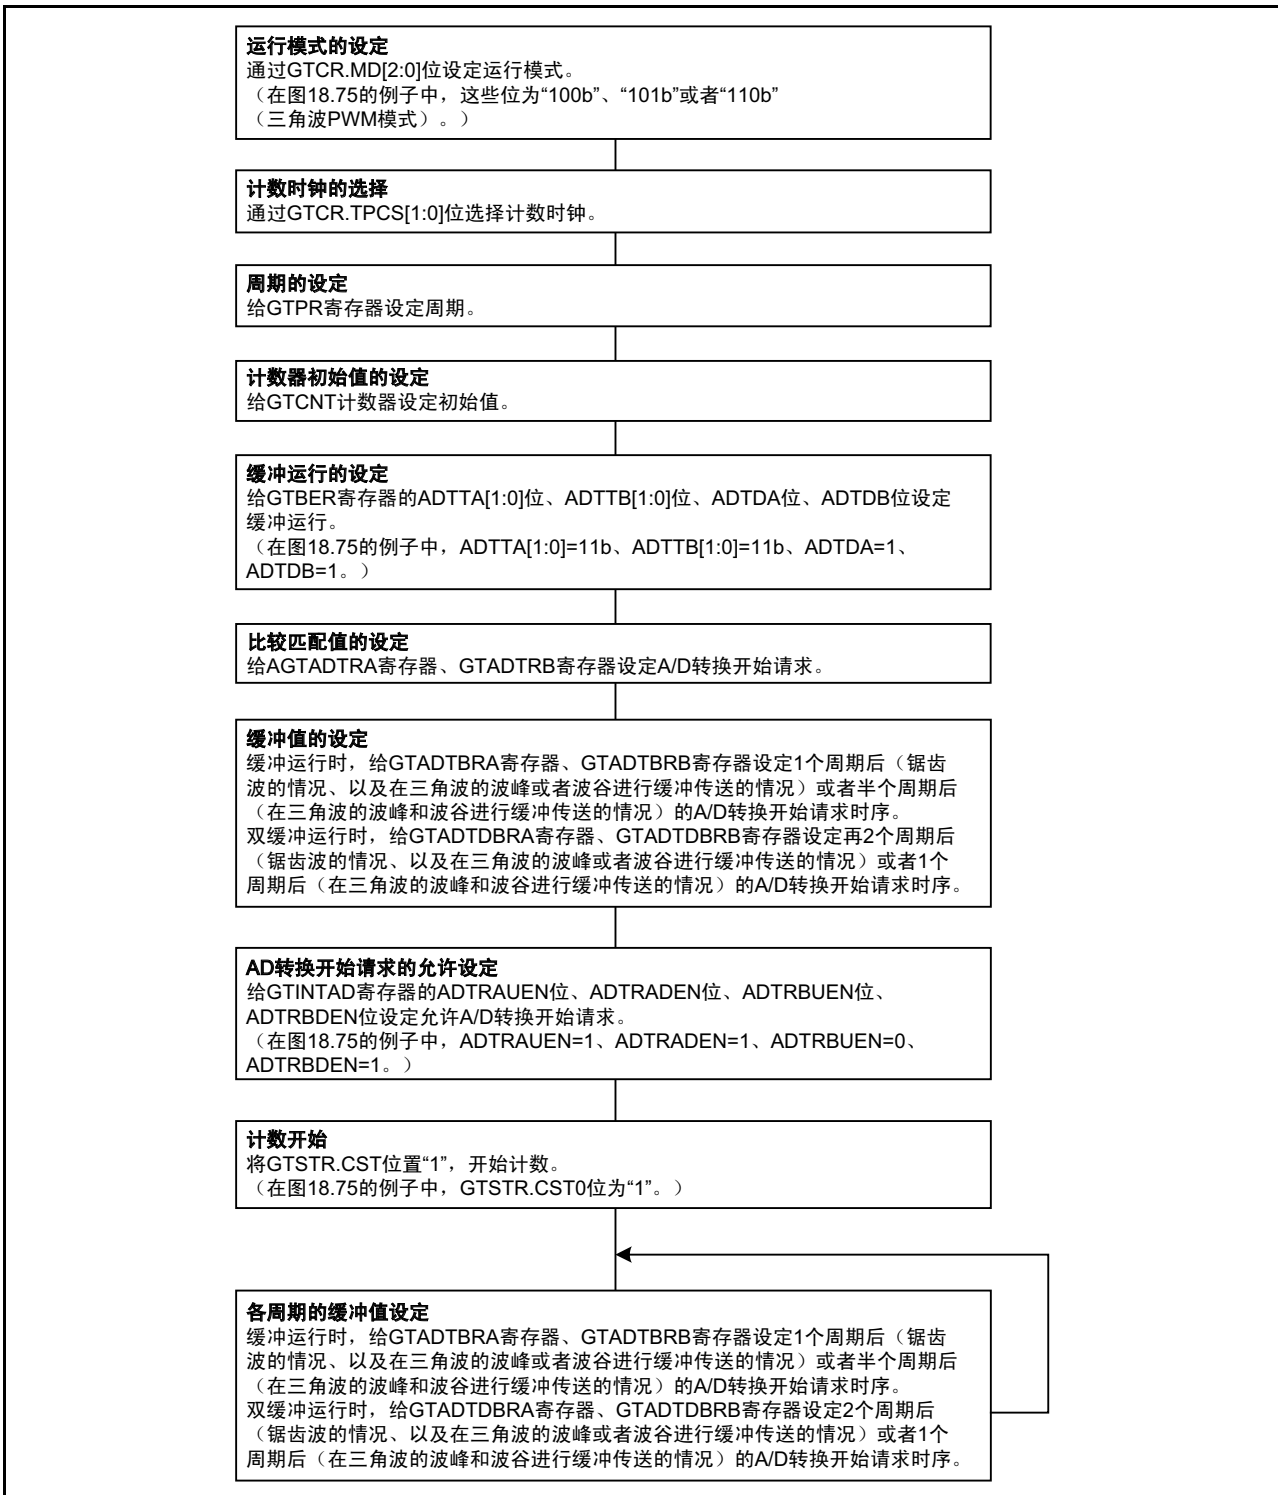 运行模式的设定
通过GTCR.MD[2:0]位设定运行模式。
（在图18.75的例子中，这些位为“100b”、“101b”或者“110b”
（三角波PWM模式）。）
计数时钟的选择
通过GTCR.TPCS[1:0]位选择计数时钟。
周期的设定
给GTPR寄存器设定周期。
计数器初始值的设定
给GTCNT计数器设定初始值。
缓冲运行的设定
给GTBER寄存器的ADTTA[1:0]位、ADTTB[1:0]位、ADTDA位、ADTDB位设定
缓冲运行。
（在图18.75的例子中，ADTTA[1:0]=11b、ADTTB[1:0]=11b、ADTDA=1、
ADTDB=1。）
比较匹配值的设定
给AGTADTRA寄存器、GTADTRB寄存器设定A/D转换开始请求。
缓冲值的设定
缓冲运行时，给GTADTBRA寄存器、GTADTBRB寄存器设定1个周期后（锯齿
波的情况、以及在三角波的波峰或者波谷进行缓冲传送的情况）或者半个周期后
（在三角波的波峰和波谷进行缓冲传送的情况）的A/D转换开始请求时序。
双缓冲运行时，给GTADTDBRA寄存器、GTADTDBRB寄存器设定再2个周期后
（锯齿波的情况、以及在三角波的波峰或者波谷进行缓冲传送的情况）或者1个
周期后（在三角波的波峰和波谷进行缓冲传送的情况）的A/D转换开始请求时序。
AD转换开始请求的允许设定
给GTINTAD寄存器的ADTRAUEN位、ADTRADEN位、ADTRBUEN位、
ADTRBDEN位设定允许A/D转换开始请求。
（在图18.75的例子中，ADTRAUEN=1、ADTRADEN=1、ADTRBUEN=0、
ADTRBDEN=1。）
计数开始
将GTSTR.CST位置“1”，开始计数。
（在图18.75的例子中，GTSTR.CST0位为“1”。）
各周期的缓冲值设定
缓冲运行时，给GTADTBRA寄存器、GTADTBRB寄存器设定1个周期后（锯齿
波的情况、以及在三角波的波峰或者波谷进行缓冲传送的情况）或者半个周期后
（在三角波的波峰和波谷进行缓冲传送的情况）的A/D转换开始请求时序。
双缓冲运行时，给GTADTDBRA寄存器、GTADTDBRB寄存器设定2个周期后
（锯齿波的情况、以及在三角波的波峰或者波谷进行缓冲传送的情况）或者1个
周期后（在三角波的波峰和波谷进行缓冲传送的情况）的A/D转换开始请求时序。